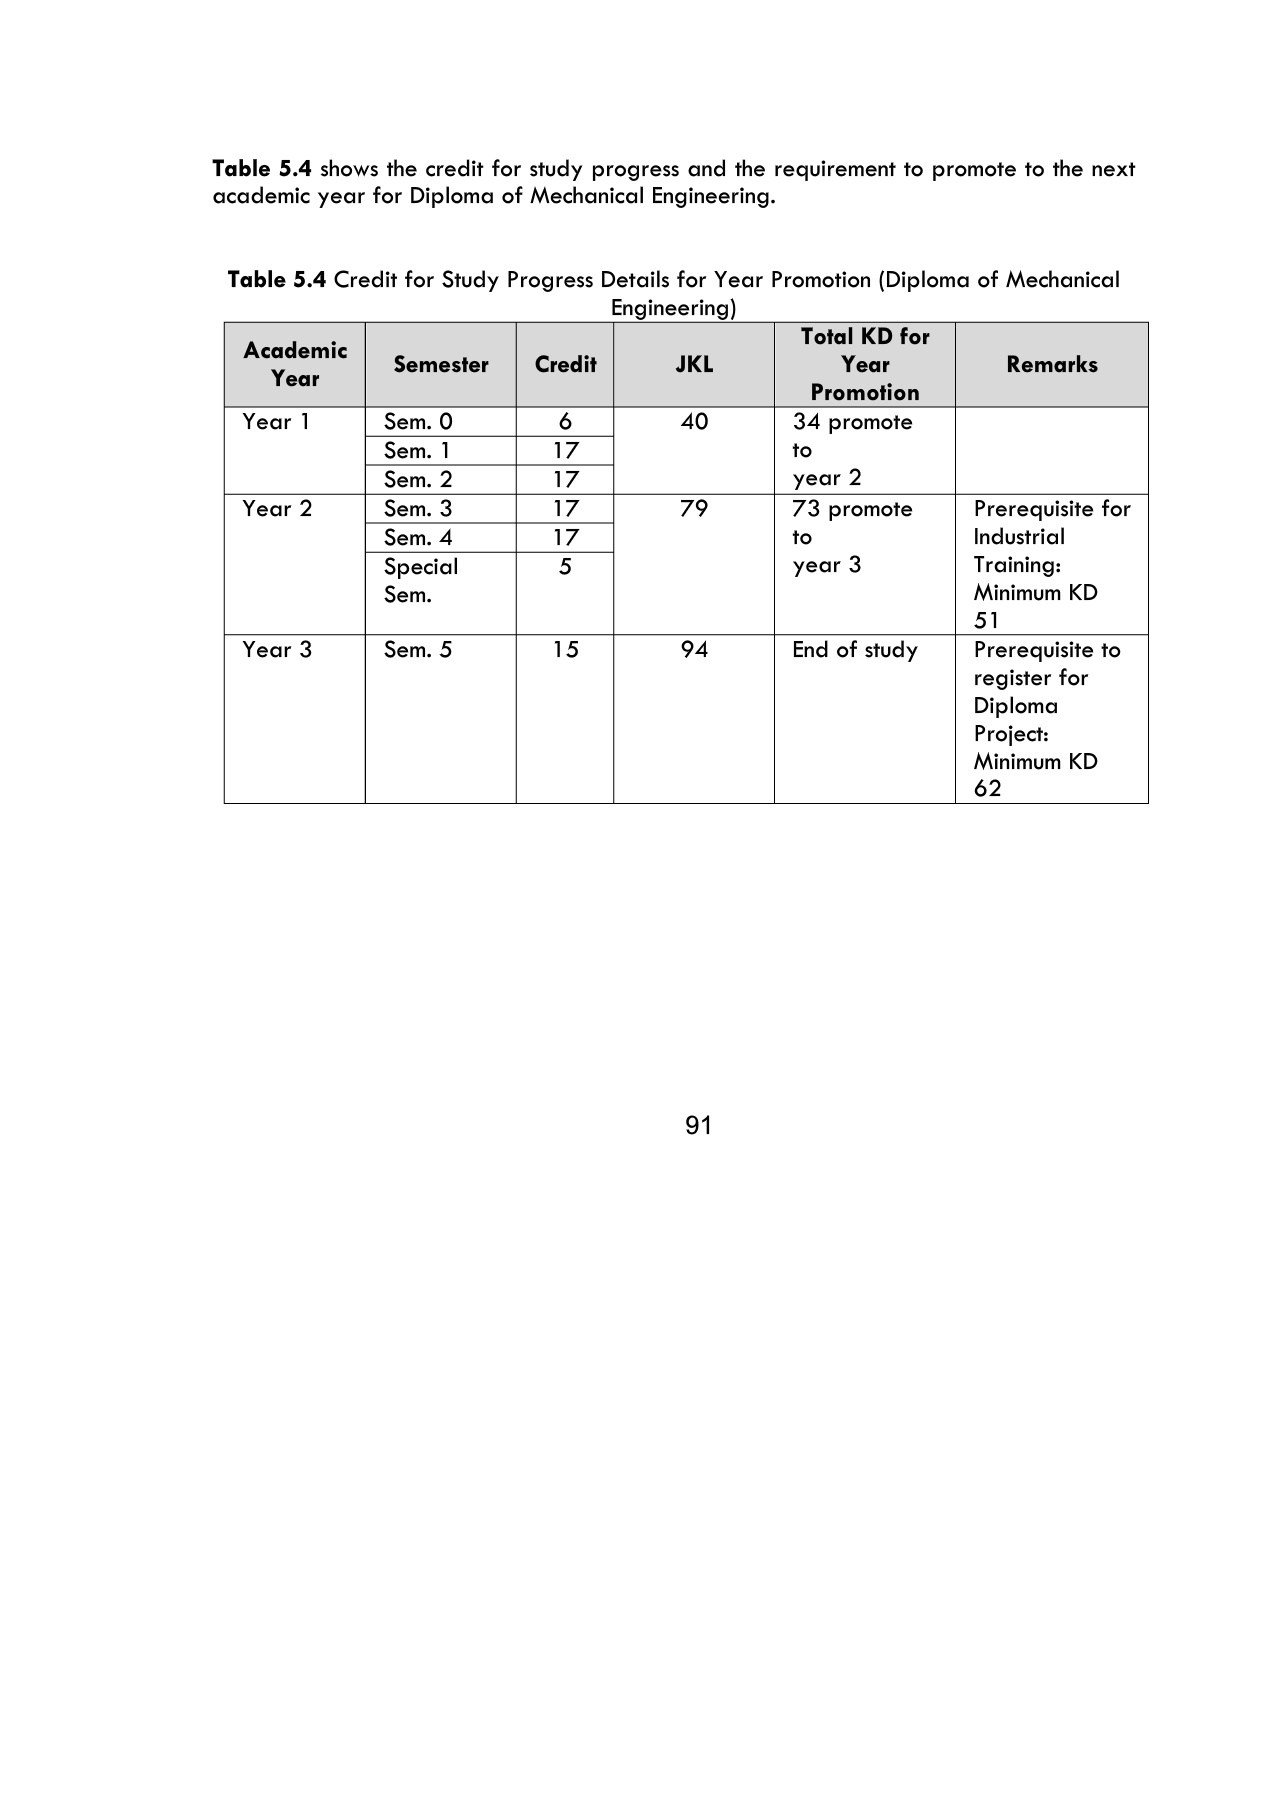 Table 5.4 shows the credit for study progress and the requirement to promote to the next
academic year for Diploma of Mechanical Engineering.
Table 5.4 Credit for Study Progress Details for Year Promotion (Diploma of Mechanical
Engineering)
Academic Year Semester Credit JKL Total KD for Year Promotion Remarks
Year 1 Sem. 0 6 40 34 promote
Sem. 1 17 to
Sem. 2 17 year 2
Year 2 Sem. 3 17 79 73 promote Prerequisite for
Sem. 4 17 to Industrial
Special 5 year 3 Training:
Sem. Minimum KD
51
Year 3 Sem. 5 15 94 End of study Prerequisite to
register for
Diploma
Project:
Minimum KD
62
91